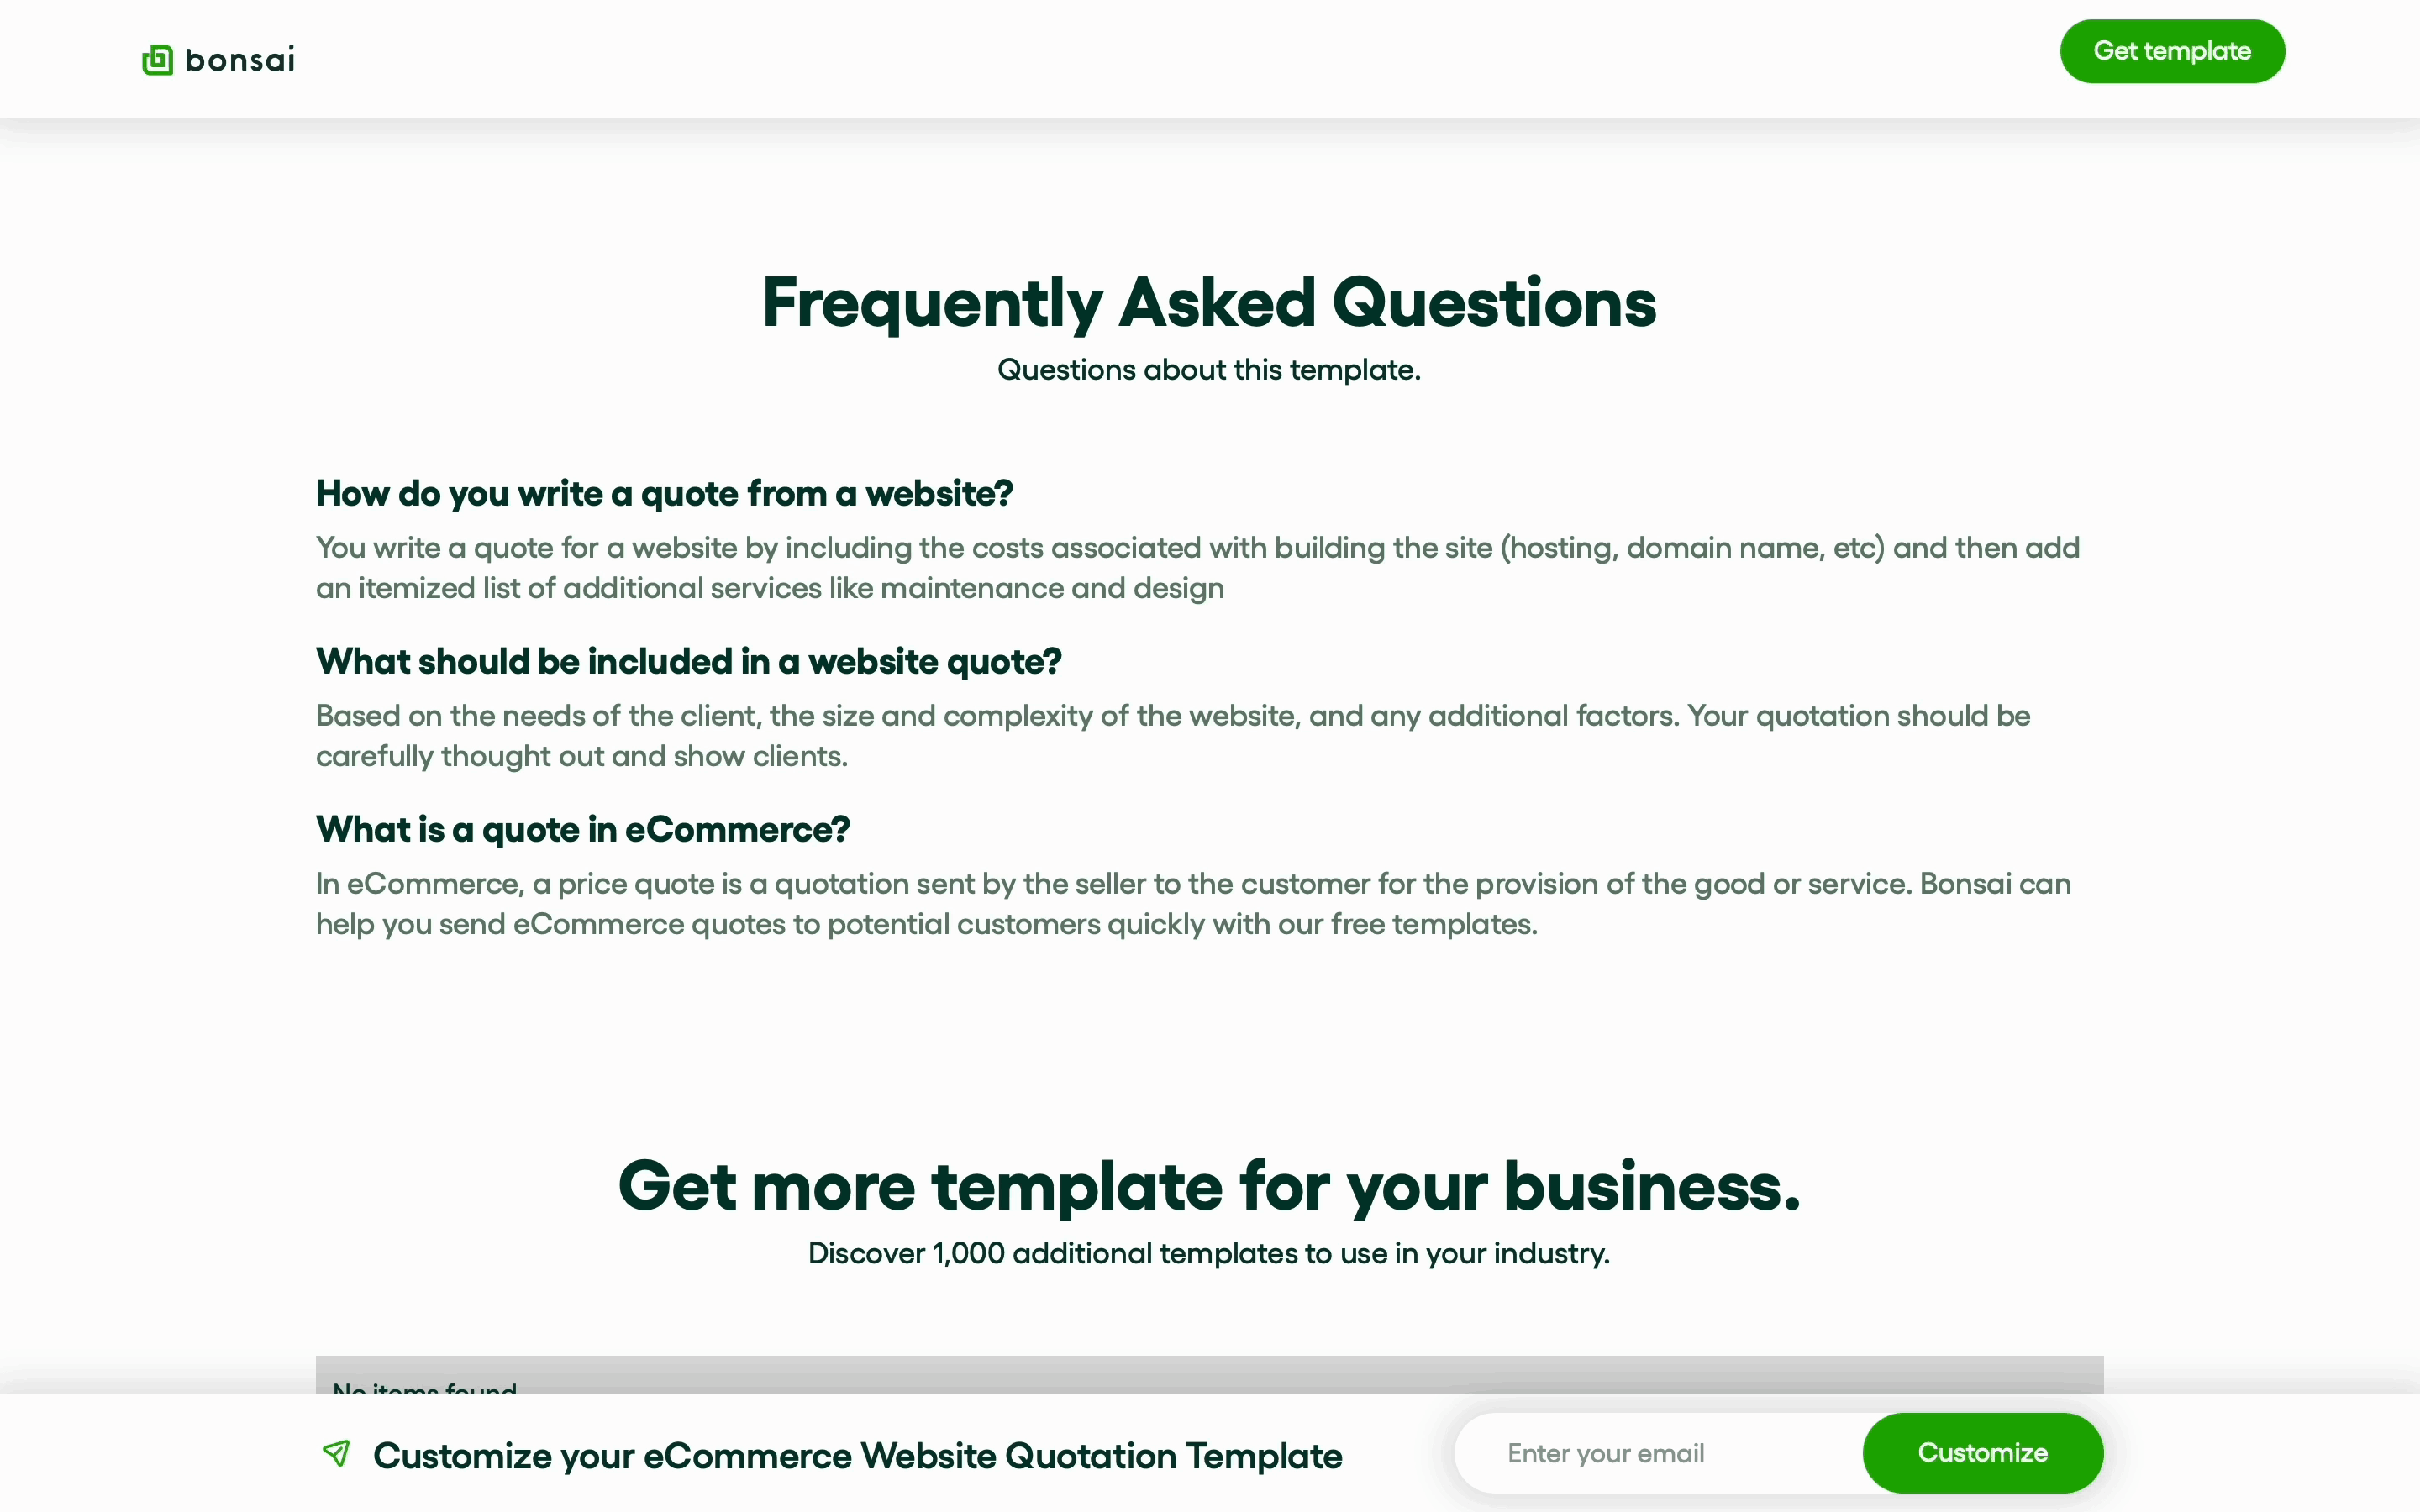 bonsai
Get template
Frequently Asked Questions
Questions about this template.
How do you write a quote from a website?
You write a quote for a website by including the costs associated with building the site (hosting, domain name, etc) and then add
an itemized list of additional services like maintenance and design
What should be included in a website quote?
Based on the needs of the client, the size and complexity of the website, and any additional factors. Your quotation should be
carefully thought out and show clients.
What is a quote in eCommerce?
In eCommerce, a price quote is a quotation sent by the seller to the customer for the provision of the good or service. Bonsai can
help you send eCommerce quotes to potential customers quickly with our free templates.
Get more template for your business.
Discover 1,000 additional templates to use in your industry.
No items found
Customize your eCommerce Website Quotation Template
Enter your email
Customize